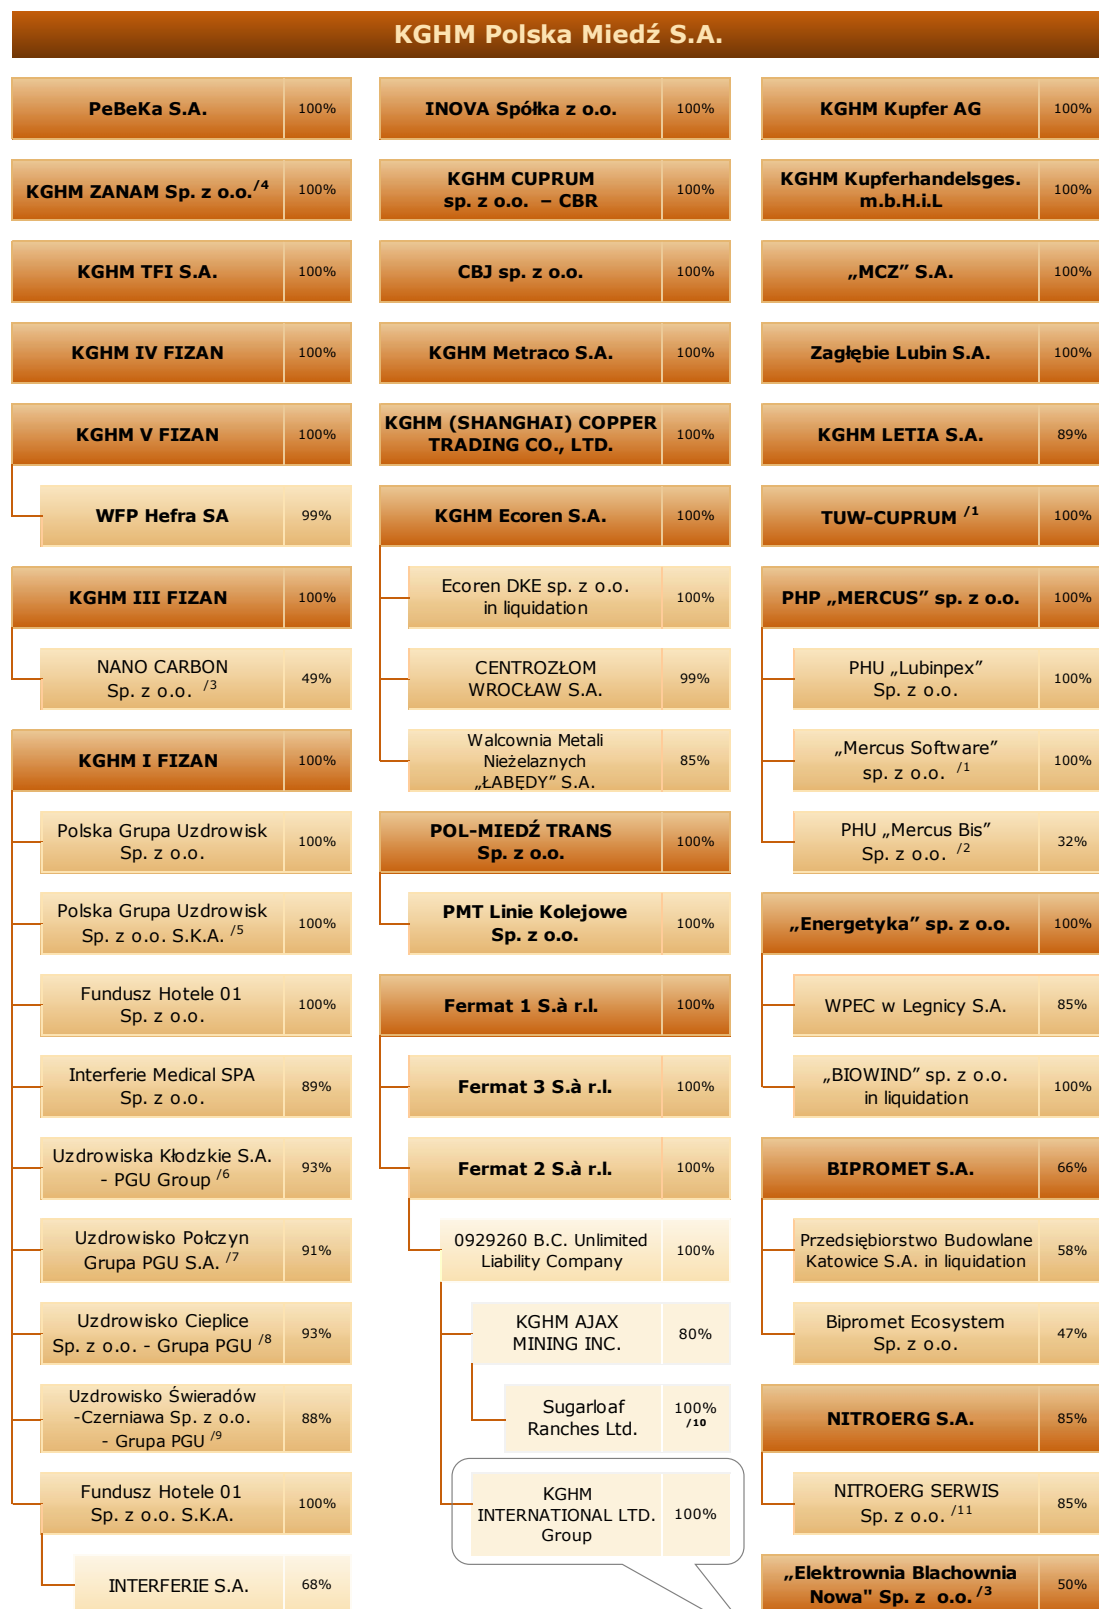 KGHM Polska Miedź S.A.
PeBeKa S.A. 100%
KGHM ZANAM Sp. z o.o./4 100%
KGHM TFI S.A. 100%
KGHM IV FIZAN 100%
KGHM V FIZAN 100%
WFP Hefra SA 99%
KGHM III FIZAN 100%
NANO CARBON
Sp. z o.o. /3 49%
KGHM I FIZAN 100%
Polska Grupa Uzdrowisk
Sp. z o.o. 100%
Polska Grupa Uzdrowisk
Sp. z o.o. S.K.A. /5 100%
Fundusz Hotele 01
Sp. z o.o. 100%
Interferie Medical SPA
Sp. z o.o. 89%
Uzdrowiska Kłodzkie S.A.
- PGU Group /6 93%
Uzdrowisko Połczyn
Grupa PGU S.A. /7 91%
Uzdrowisko Cieplice
Sp. z o.o. - Grupa PGU /8 93%
Uzdrowisko Świeradów
-Czerniawa Sp. z o.o.
- Grupa PGU /9 88%
Fundusz Hotele 01
Sp. z o.o. S.K.A. 100%
INTERFERIE S.A. 68%
INOVA Spółka z o.o. 100%
KGHM CUPRUM
sp. z o.o. – CBR 100%
CBJ sp. z o.o. 100%
KGHM Metraco S.A. 100%
KGHM (SHANGHAI) COPPER
TRADING CO., LTD. 100%
KGHM Ecoren S.A. 100%
Ecoren DKE sp. z o.o.
in liquidation 100%
CENTROZŁOM
WROCŁAW S.A. 99%
Walcownia Metali
Nieżelaznych
„ŁABĘDY” S.A. 85%
POL-MIEDŹ TRANS
Sp. z o.o. 100%
PMT Linie Kolejowe
Sp. z o.o. 100%
Fermat 1 S.à r.l. 100%
Fermat 3 S.à r.l. 100%
Fermat 2 S.à r.l. 100%
0929260 B.C. Unlimited
Liability Company 100%
KGHM AJAX
MINING INC. 80%
Sugarloaf
Ranches Ltd. 100%
/10
KGHM
INTERNATIONAL LTD.
Group 100%
KGHM Kupfer AG 100%
KGHM Kupferhandelsges.
m.b.H.i.L 100%
„MCZ” S.A. 100%
Zagłębie Lubin S.A. 100%
KGHM LETIA S.A. 89%
TUW-CUPRUM /1 100%
PHP „MERCUS” sp. z o.o. 100%
PHU „Lubinpex”
Sp. z o.o. 100%
„Mercus Software”
sp. z o.o. /1 100%
PHU „Mercus Bis”
Sp. z o.o. /2 32%
„Energetyka” sp. z o.o. 100%
WPEC w Legnicy S.A. 85%
„BIOWIND” sp. z o.o.
in liquidation 100%
BIPROMET S.A. 66%
Przedsiębiorstwo Budowlane
Katowice S.A. in liquidation 58%
Bipromet Ecosystem
Sp. z o.o. 47%
NITROERG S.A. 85%
NITROERG SERWIS
Sp. z o.o. /11 85%
„Elektrownia Blachownia
Nowa" Sp. z o.o. /3 50%